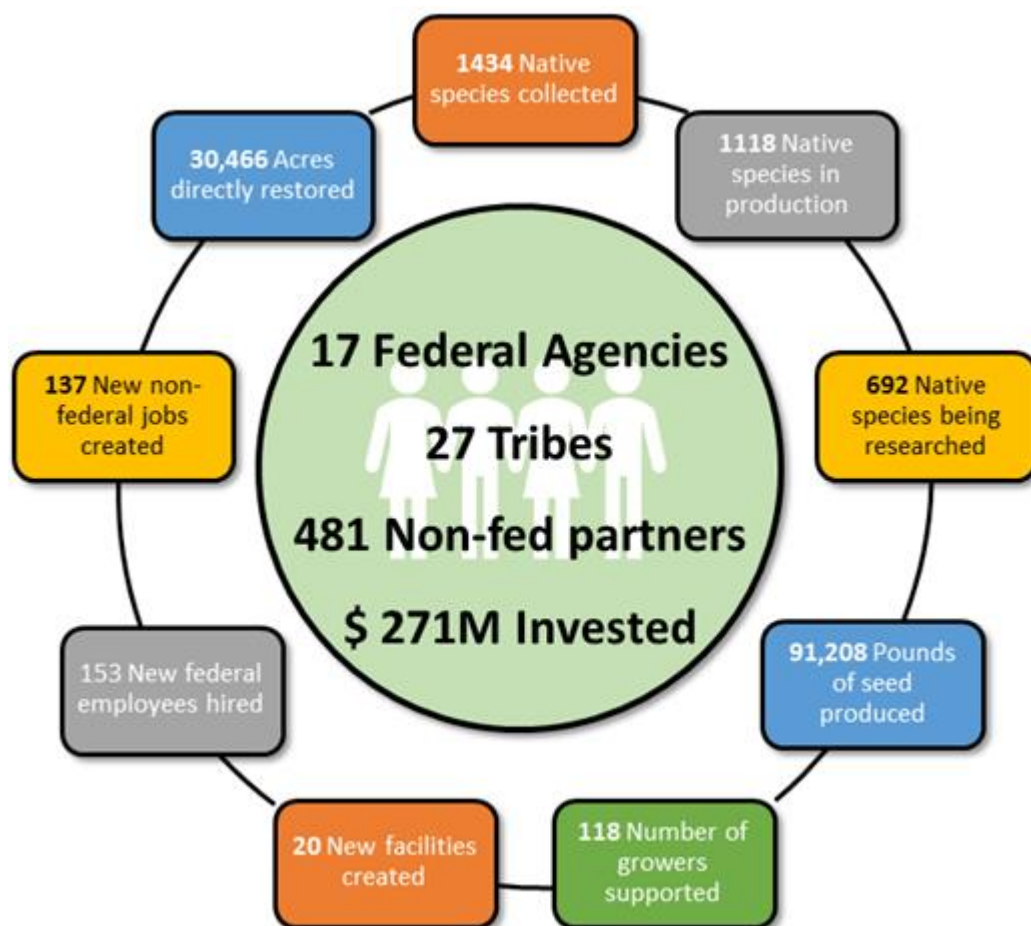 1434 Native
species collected
1118 Native
species in
production
692 Native
species being
researched
91,208 Pounds
of seed
produced
118 Number of
growers
supported
20 New facilities
created
153 New federal
employees hired
137 New non-
federal jobs
created
30,466 Acres
directly restored
17 Federal Agencies
27 Tribes
481 Non-fed partners
$ 271M Invested